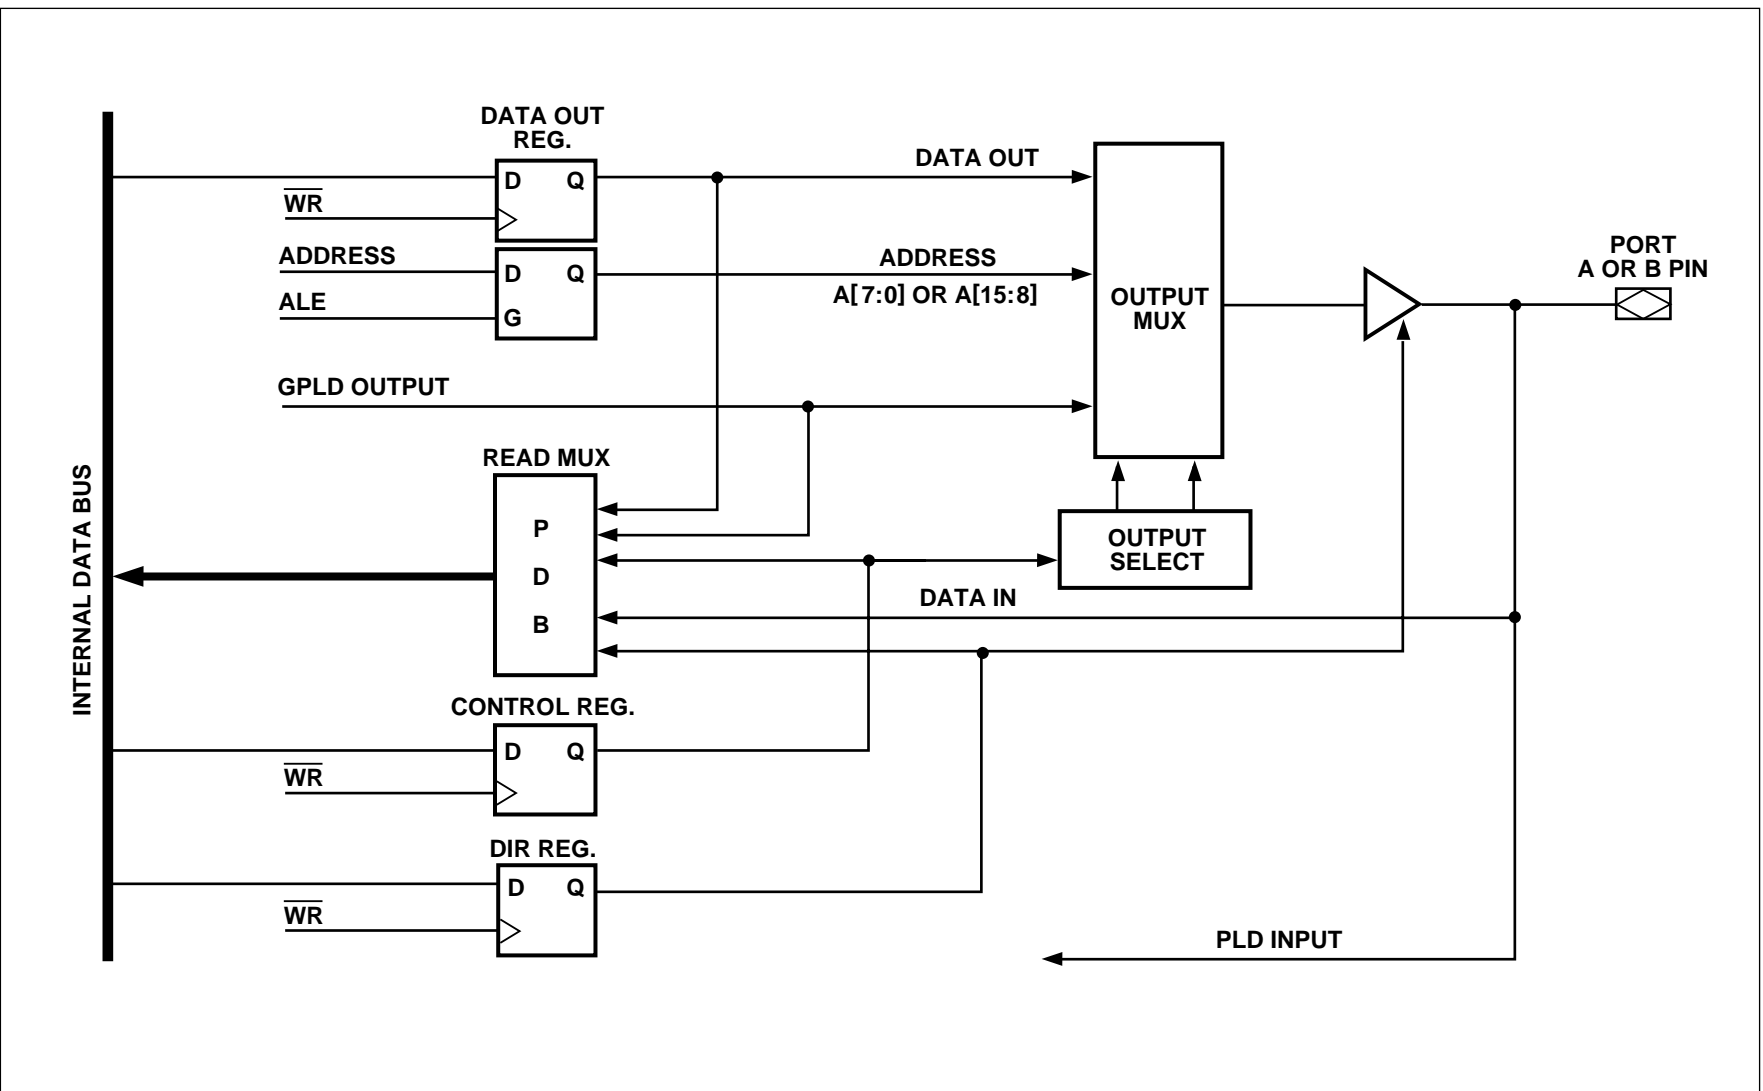 DATA OUT
REG.
D Q
WR
DATA OUT
ADDRESS
D Q
ALE
G
ADDRESS
A[7:0] OR A[15:8]
OUTPUT
MUX
PORT
A OR B PIN
GPLD OUTPUT
READ MUX
P
D
B
OUTPUT
SELECT
DATA IN
INTERNAL DATA BUS
CONTROL REG.
D Q
WR
DIR REG.
D Q
WR
PLD INPUT